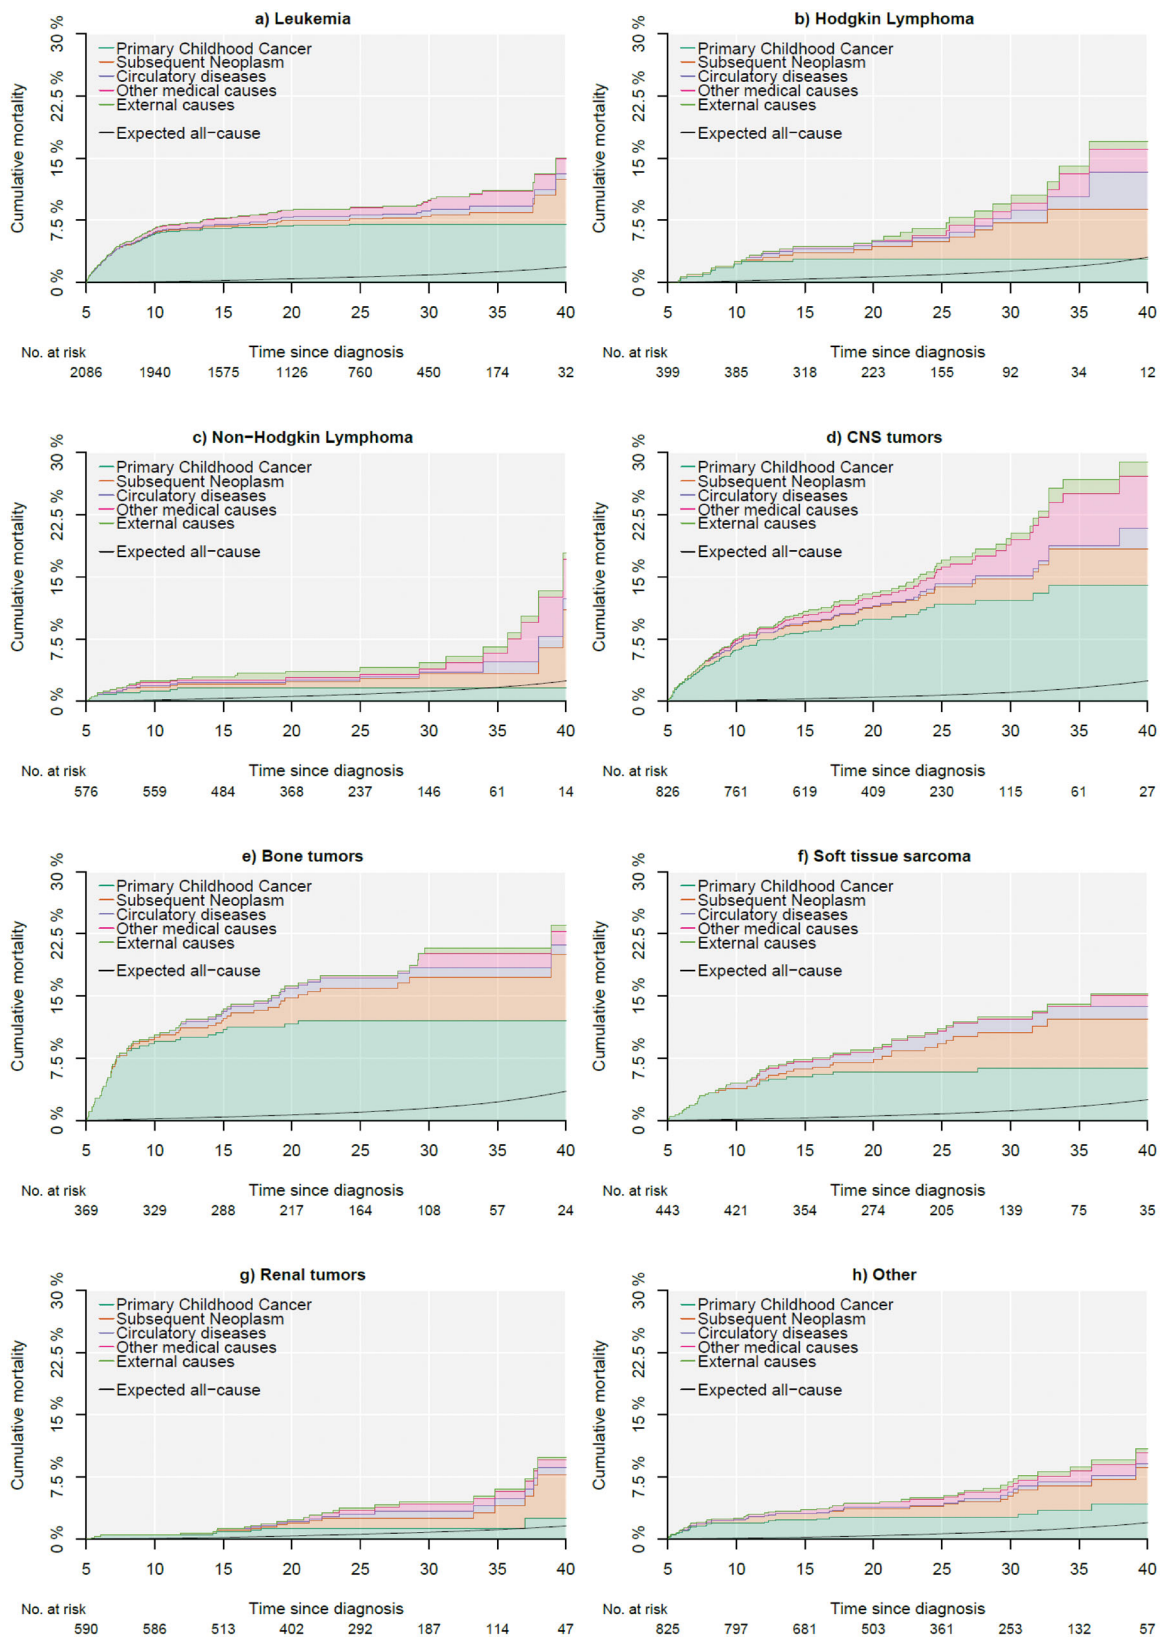 a) Leukemia
Cumulative mortality
0 % 7.5 % 15 % 22.5 % 30 %
Primary Childhood Cancer
Subsequent Neoplasm
Circulatory diseases
Other medical causes
External causes
Expected all-cause
5 10 15 20 25 30 35 40
No. at risk Time since diagnosis
2086 1940 1575 1126 760 450 174 32
b) Hodgkin Lymphoma
Cumulative mortality
0 % 7.5 % 15 % 22.5 % 30 %
Primary Childhood Cancer
Subsequent Neoplasm
Circulatory diseases
Other medical causes
External causes
Expected all-cause
5 10 15 20 25 30 35 40
No. at risk Time since diagnosis
399 385 318 223 155 92 34 12
c) Non-Hodgkin Lymphoma
Cumulative mortality
0 % 7.5 % 15 % 22.5 % 30 %
Primary Childhood Cancer
Subsequent Neoplasm
Circulatory diseases
Other medical causes
External causes
Expected all-cause
5 10 15 20 25 30 35 40
No. at risk Time since diagnosis
576 559 484 368 237 146 61 14
d) CNS tumors
Cumulative mortality
0 % 7.5 % 15 % 22.5 % 30 %
Primary Childhood Cancer
Subsequent Neoplasm
Circulatory diseases
Other medical causes
External causes
Expected all-cause
5 10 15 20 25 30 35 40
No. at risk Time since diagnosis
826 761 619 409 230 115 61 27
e) Bone tumors
Cumulative mortality
0 % 7.5 % 15 % 22.5 % 30 %
Primary Childhood Cancer
Subsequent Neoplasm
Circulatory diseases
Other medical causes
External causes
Expected all-cause
5 10 15 20 25 30 35 40
No. at risk Time since diagnosis
369 329 288 217 164 108 57 24
f) Soft tissue sarcoma
Cumulative mortality
0 % 7.5 % 15 % 22.5 % 30 %
Primary Childhood Cancer
Subsequent Neoplasm
Circulatory diseases
Other medical causes
External causes
Expected all-cause
5 10 15 20 25 30 35 40
No. at risk Time since diagnosis
443 421 354 274 205 139 75 35
g) Renal tumors
Cumulative mortality
0 % 7.5 % 15 % 22.5 % 30 %
Primary Childhood Cancer
Subsequent Neoplasm
Circulatory diseases
Other medical causes
External causes
Expected all-cause
5 10 15 20 25 30 35 40
No. at risk Time since diagnosis
590 586 513 402 292 187 114 47
h) Other
Cumulative mortality
0 % 7.5 % 15 % 22.5 % 30 %
Primary Childhood Cancer
Subsequent Neoplasm
Circulatory diseases
Other medical causes
External causes
Expected all-cause
5 10 15 20 25 30 35 40
No. at risk Time since diagnosis
825 797 681 503 361 253 132 57